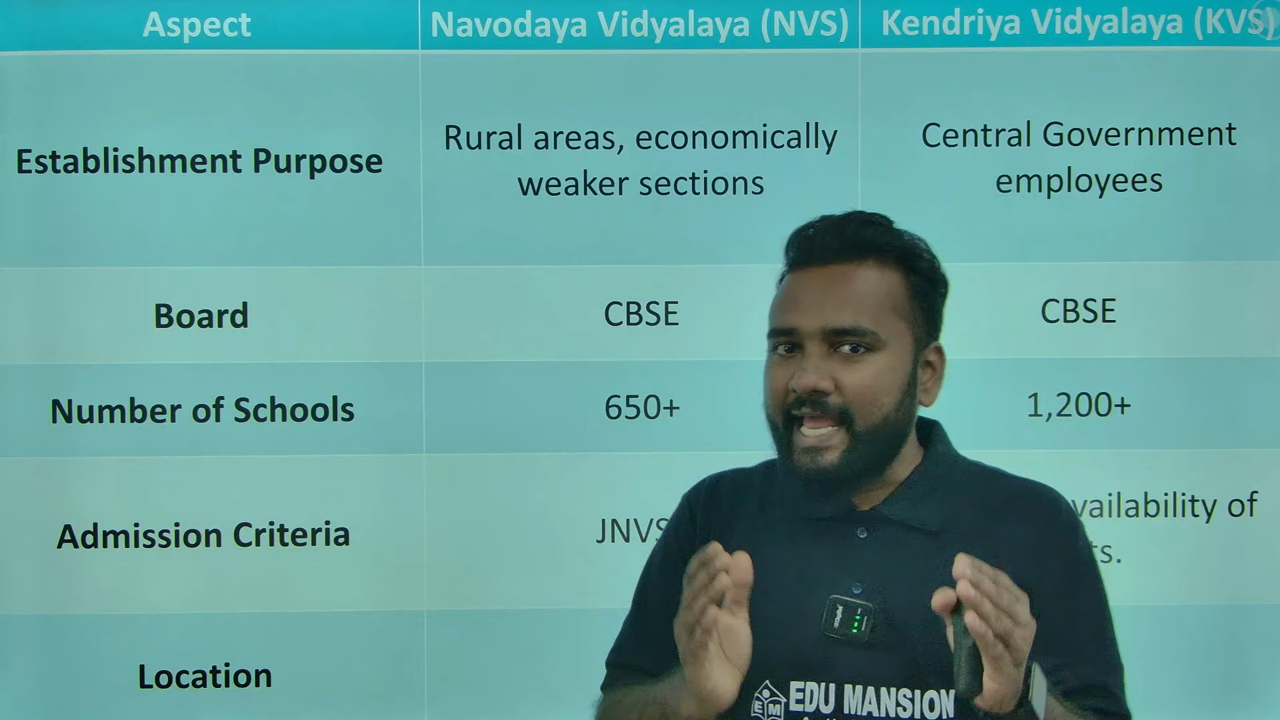 Aspect
Navodaya Vidyalaya (NVS)
Kendriya Vidyalaya (KVS)
Establishment Purpose
Rural areas, economically
weaker sections
Central Government
employees
Board
CBSE
CBSE
Number of Schools
650+
1,200+
Admission Criteria
JNVS
vailability of
ts.
Location
EDU MANSION